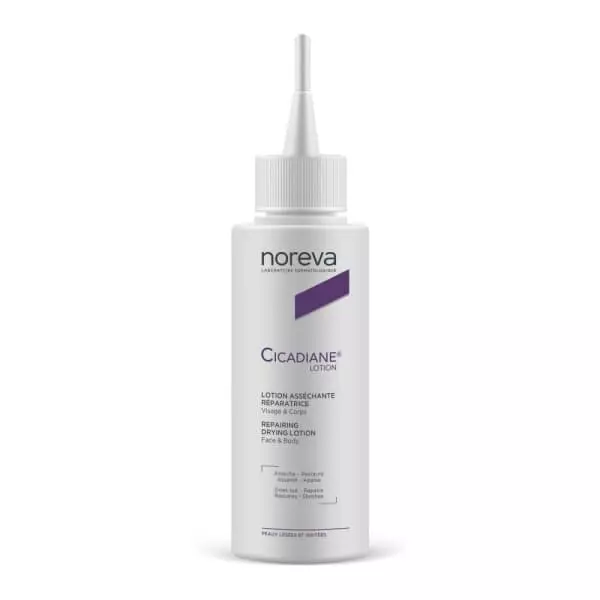 noreva
LABORATOIRE DERMATOLOGIQUE
CICADIANE®
LOTION
LOTION ASSÉCHANTE
RÉPARATRICE
Visage & Corps
REPAIRING
DRYING LOTION
Face & Body
Assèche - Restaure
Apaise
Dries out - Repairs
Restores - Soothes
PEAUX LÉSÉES ET IRRITÉES